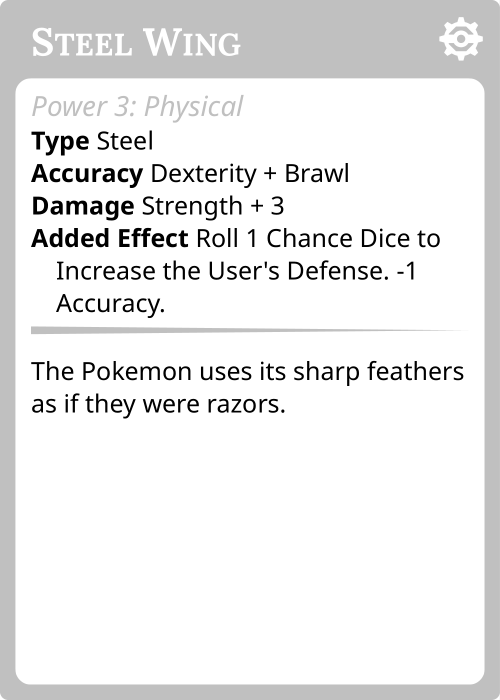 Steel Wing
Power 3: Physical
Type Steel
Accuracy Dexterity + Brawl
Damage Strength + 3
Added Effect Roll 1 Chance Dice to
Increase the User's Defense. -1
Accuracy.
The Pokemon uses its sharp feathers
as if they were razors.